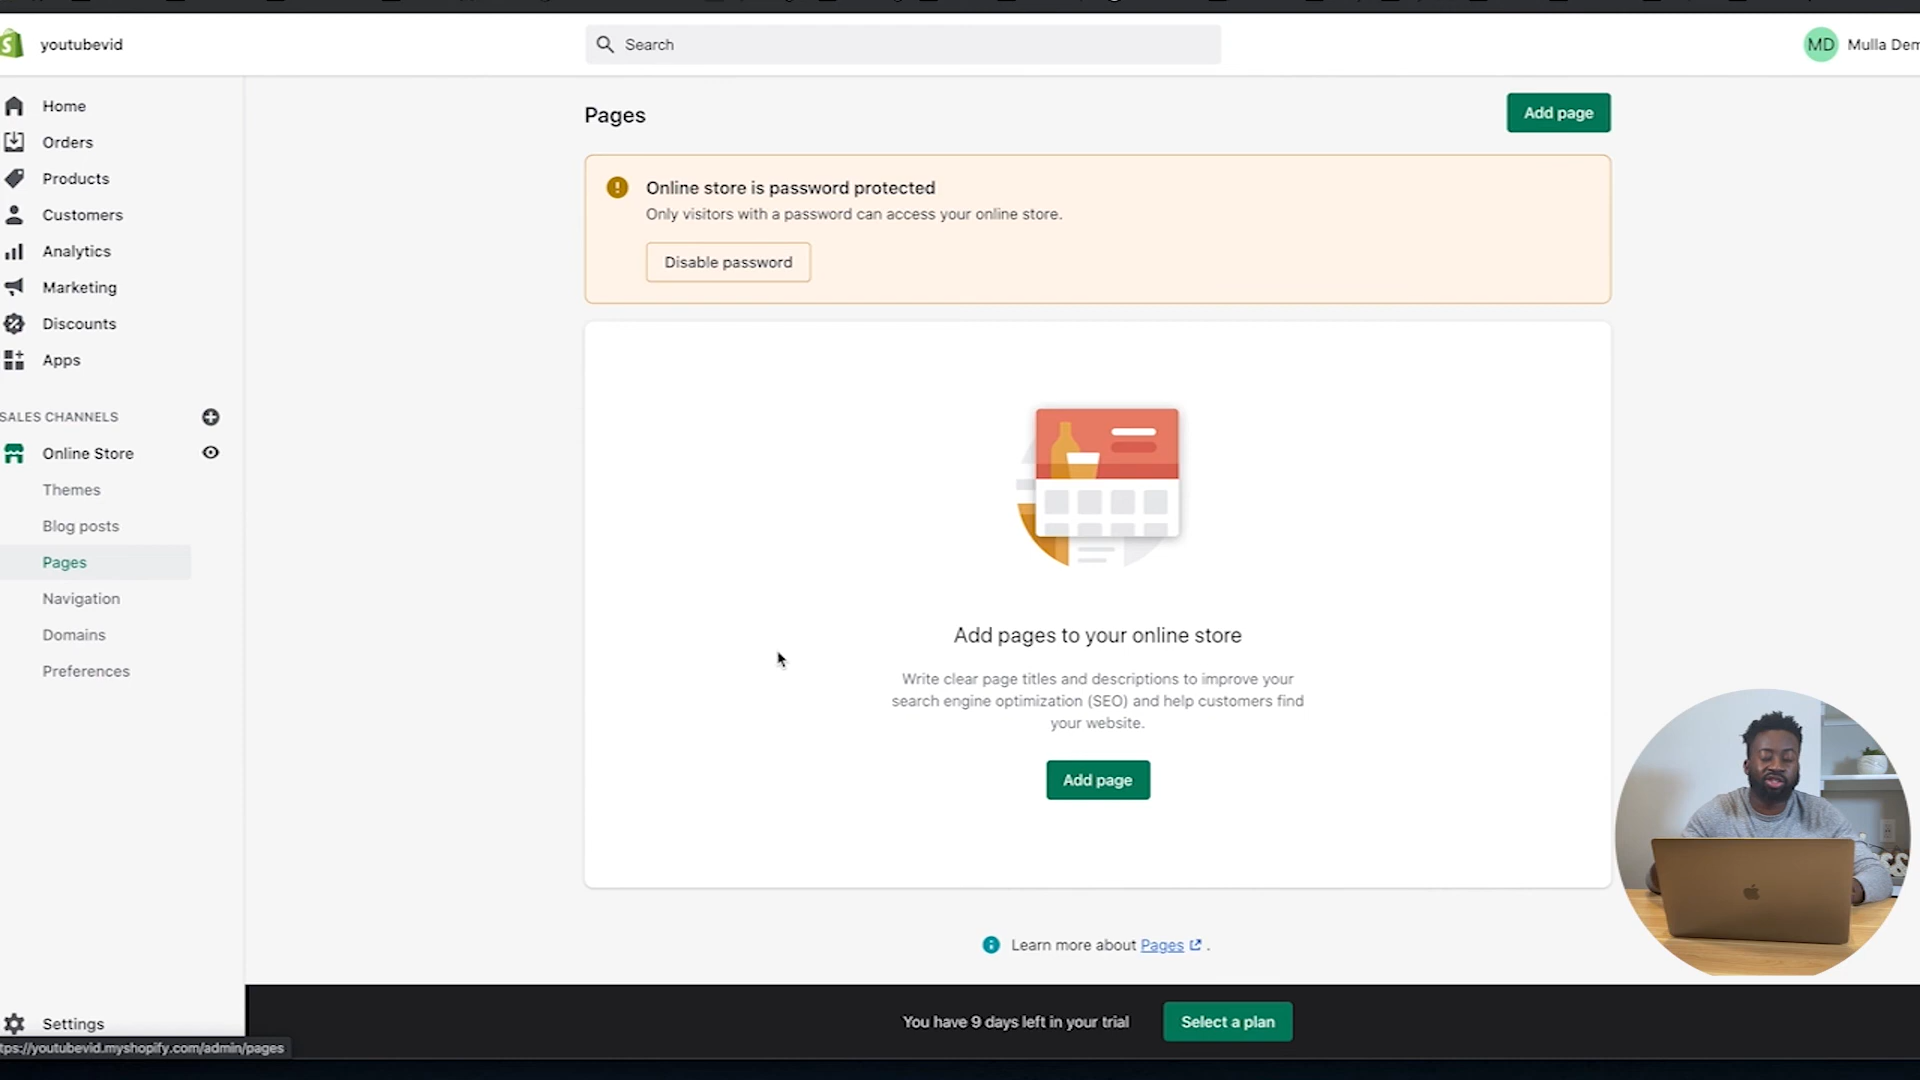 youtubevid
Search
MD
Mulla Dem
Home
Orders
Products
Customers
Analytics
Marketing
Discounts
Apps
SALES CHANNELS
Online Store
Themes
Blog posts
Pages
Navigation
Domains
Preferences
Settings
tps://youtubevid.myshopify.com/admin/pages
Pages
Add page
Online store is password protected
Only visitors with a password can access your online store.
Disable password
Add pages to your online store
Write clear page titles and descriptions to improve your
search engine optimization (SEO) and help customers find
your website.
Add page
Learn more about Pages .
You have 9 days left in your trial
Select a plan